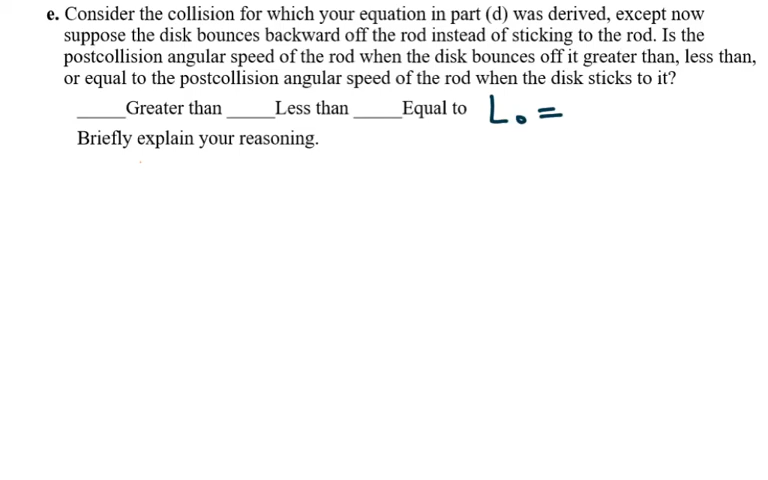 e. Consider the collision for which your equation in part (d) was derived, except now
suppose the disk bounces backward off the rod instead of sticking to the rod. Is the
postcollision angular speed of the rod when the disk bounces off it greater than, less than,
or equal to the postcollision angular speed of the rod when the disk sticks to it?
_____Greater than _____Less than _____Equal to L₀ =
Briefly explain your reasoning.